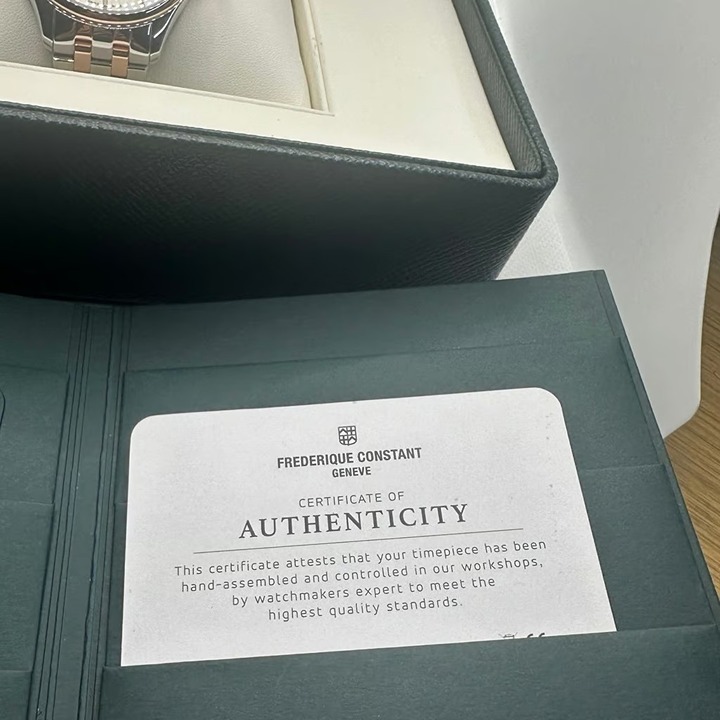 FREDERIQUE CONSTANT
GENEVE
CERTIFICATE OF
AUTHENTICITY
This certificate attests that your timepiece has been
hand-assembled and controlled in our workshops,
by watchmakers expert to meet the
highest quality standards.